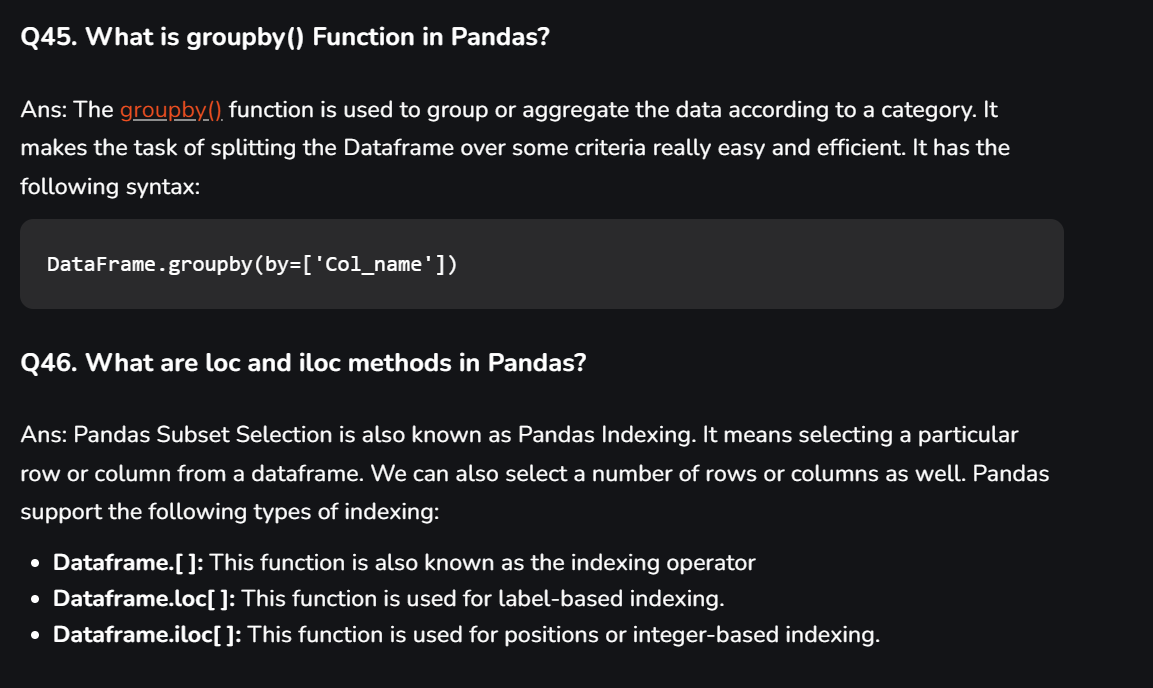 Q45. What is groupby() Function in Pandas?
Ans: The groupby() function is used to group or aggregate the data according to a category. It
makes the task of splitting the Dataframe over some criteria really easy and efficient. It has the
following syntax:
DataFrame.groupby(by=['Col_name'])
Q46. What are loc and iloc methods in Pandas?
Ans: Pandas Subset Selection is also known as Pandas Indexing. It means selecting a particular
row or column from a dataframe. We can also select a number of rows or columns as well. Pandas
support the following types of indexing:
• Dataframe.[ ]: This function is also known as the indexing operator
• Dataframe.loc[ ]: This function is used for label-based indexing.
• Dataframe.iloc[ ]: This function is used for positions or integer-based indexing.